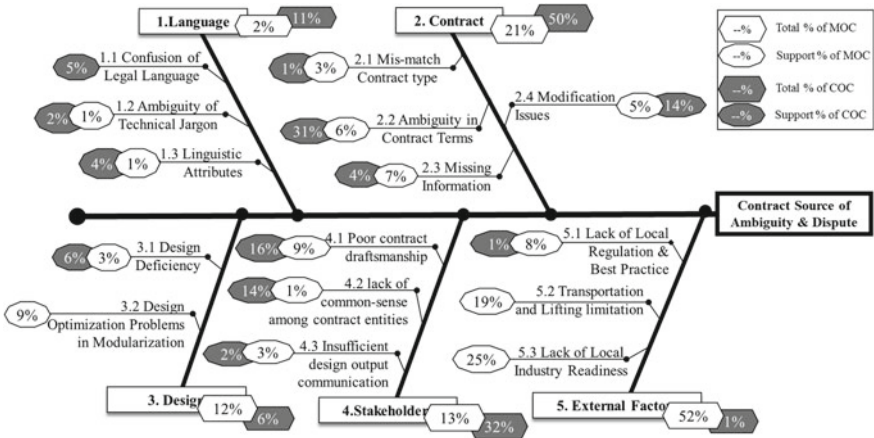 1.Language
2%
11%
2. Contract
21%
50%
--% Total % of MOC
--% Support % of MOC
--% Total % of COC
--% Support % of COC
5%
1.1 Confusion of
Legal Language
2% 1%
1.2 Ambiguity of
Technical Jargon
4% 1%
1.3 Linguistic
Attributes
1% 3%
2.1 Mis-match
Contract type
31% 6%
2.2 Ambiguity in
Contract Terms
4% 7%
2.3 Missing
Information
2.4 Modification
Issues
5% 14%
Contract Source of
Ambiguity & Dispute
6% 3%
3.1 Design
Deficiency
9%
3.2 Design
Optimization Problems
in Modularization
3. Design
12%
6%
16% 9%
4.1 Poor contract
draftsmanship
14% 1%
4.2 lack of
common-sense
among contract entities
2% 3%
4.3 Insufficient
design output
communication
4.Stakeholder
13%
32%
1% 8%
5.1 Lack of Local
Regulation &
Best Practice
19%
5.2 Transportation
and Lifting limitation
25%
5.3 Lack of Local
Industry Readiness
5. External Factor
52%
1%